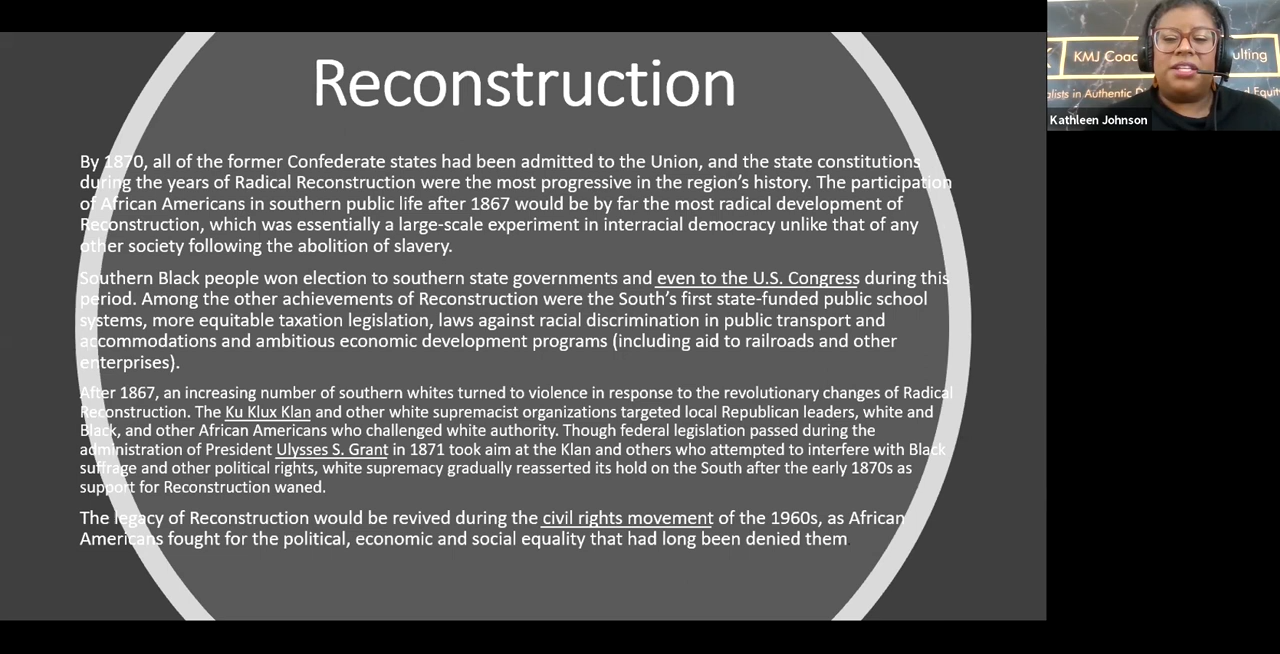 Reconstruction
By 1870, all of the former Confederate states had been admitted to the Union, and the state constitutions
during the years of Radical Reconstruction were the most progressive in the region's history. The participation
of African Americans in southern public life after 1867 would be by far the most radical development of
Reconstruction, which was essentially a large-scale experiment in interracial democracy unlike that of any
other society following the abolition of slavery.
Southern Black people won election to southern state governments and even to the U.S. Congress during this
period. Among the other achievements of Reconstruction were the South's first state-funded public school
systems, more equitable taxation legislation, laws against racial discrimination in public transport and
accommodations and ambitious economic development programs (including aid to railroads and other
enterprises).
After 1867, an increasing number of southern whites turned to violence in response to the revolutionary changes of Radical
Reconstruction. The Ku Klux Klan and other white supremacist organizations targeted local Republican leaders, white and
Black, and other African Americans who challenged white authority. Though federal legislation passed during the
administration of President Ulysses S. Grant in 1871 took aim at the Klan and others who attempted to interfere with Black
suffrage and other political rights, white supremacy gradually reasserted its hold on the South after the early 1870s as
support for Reconstruction waned.
The legacy of Reconstruction would be revived during the civil rights movement of the 1960s, as African
Americans fought for the political, economic and social equality that had long been denied them.
KMJ Coac ulting
alists in Authentic Di d Equit
Kathleen Johnson